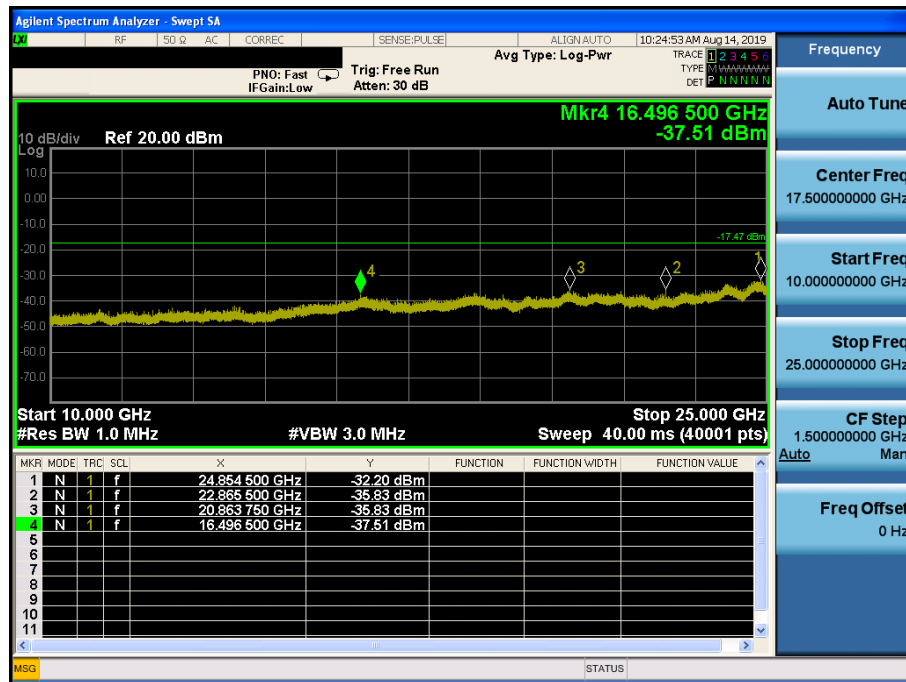 Agilent Spectrum Analyzer - Swept SA
LXI RF 50 Ω AC CORREC SENSE:PULSE ALIGN AUTO 10:24:53 AM Aug 14, 2019
Avg Type: Log-Pwr TRACE 1 2 3 4 5 6
PNO: Fast Trig: Free Run TYPE M W W W W W
IFGain:Low Atten: 30 dB DET P N N N N N
Mkr4 16.496 500 GHz
10 dB/div Ref 20.00 dBm -37.51 dBm
Log
10.0
0.00
-10.0
-17.47 dBm
-20.0
1
-30.0
4 3 2
-40.0
-50.0
-60.0
-70.0
Start 10.000 GHz Stop 25.000 GHz
#Res BW 1.0 MHz #VBW 3.0 MHz Sweep 40.00 ms (40001 pts)
MKR MODE TRC SCL X Y FUNCTION FUNCTION WIDTH FUNCTION VALUE
1 N 1 f 24.854 500 GHz -32.20 dBm
2 N 1 f 22.865 500 GHz -35.83 dBm
3 N 1 f 20.863 750 GHz -35.83 dBm
4 N 1 f 16.496 500 GHz -37.51 dBm
5
6
7
8
9
10
11
MSG STATUS
Frequency
Auto Tune
Center Freq
17.500000000 GHz
Start Freq
10.000000000 GHz
Stop Freq
25.000000000 GHz
CF Step
1.500000000 GHz
Auto Man
Freq Offset
0 Hz